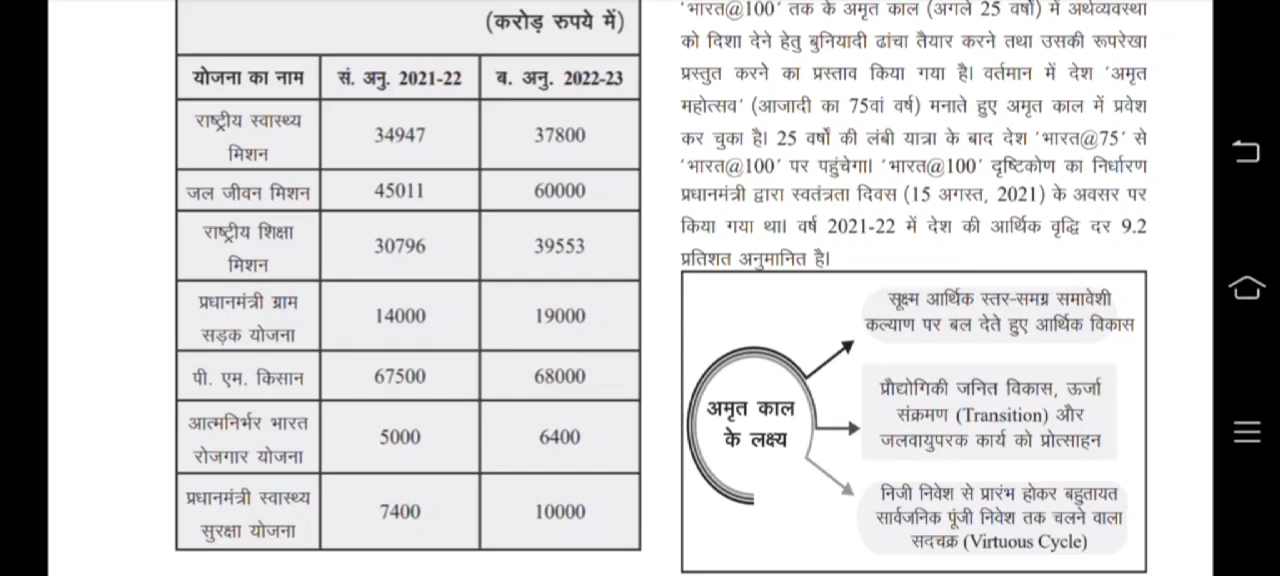 (करोड़ रुपये में)
योजना का नाम सं. अनु. 2021-22 ब. अनु. 2022-23
राष्ट्रीय स्वास्थ्य
मिशन 34947 37800
जल जीवन मिशन 45011 60000
राष्ट्रीय शिक्षा
मिशन 30796 39553
प्रधानमंत्री ग्राम
सड़क योजना 14000 19000
पी. एम. किसान 67500 68000
आत्मनिर्भर भारत
रोजगार योजना 5000 6400
प्रधानमंत्री स्वास्थ्य
सुरक्षा योजना 7400 10000
'भारत@100' तक के अमृत काल (अगले 25 वर्षों) में अर्थव्यवस्था
को दिशा देने हेतु बुनियादी ढांचा तैयार करने तथा उसकी रूपरेखा
प्रस्तुत करने का प्रस्ताव किया गया है। वर्तमान में देश 'अमृत
महोत्सव' (आजादी का 75वां वर्ष) मनाते हुए अमृत काल में प्रवेश
कर चुका है। 25 वर्षों की लंबी यात्रा के बाद देश 'भारत@75' से
'भारत@100' पर पहुंचेगा। 'भारत@100' दृष्टिकोण का निर्धारण
प्रधानमंत्री द्वारा स्वतंत्रता दिवस (15 अगस्त, 2021) के अवसर पर
किया गया था। वर्ष 2021-22 में देश की आर्थिक वृद्धि दर 9.2
प्रतिशत अनुमानित है।
अमृत काल
के लक्ष्य
सूक्ष्म आर्थिक स्तर-समग्र समावेशी
कल्याण पर बल देते हुए आर्थिक विकास
प्रौद्योगिकी जनित विकास, ऊर्जा
संक्रमण (Transition) और
जलवायुपरक कार्य को प्रोत्साहन
निजी निवेश से प्रारंभ होकर बहुतायत
सार्वजनिक पूंजी निवेश तक चलने वाला
सदचक्र (Virtuous Cycle)